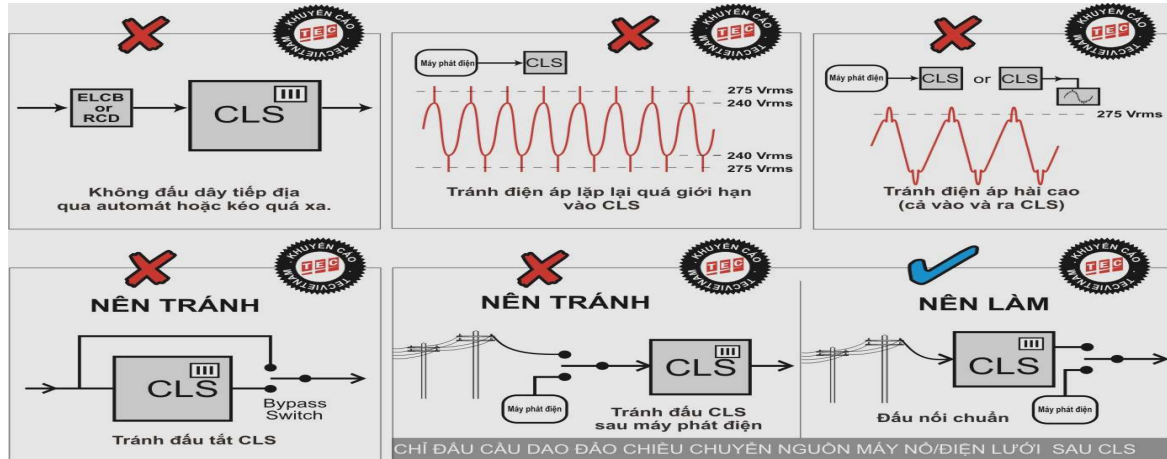 KHUYẾN CÁO
TEC
TECVIETNAM
ELCB
or
RCD
CLS
Không đấu dây tiếp địa
qua automát hoặc kéo quá xa.
KHUYẾN CÁO
TEC
TECVIETNAM
Máy phát điện
CLS
275 Vrms
240 Vrms
240 Vrms
275 Vrms
Tránh điện áp lặp lại quá giới hạn
vào CLS
KHUYẾN CÁO
TEC
TECVIETNAM
Máy phát điện
CLS or CLS
275 Vrms
Tránh điện áp hài cao
(cả vào và ra CLS)
KHUYẾN CÁO
TEC
TECVIETNAM
NÊN TRÁNH
CLS
Bypass
Switch
Tránh đấu tắt CLS
KHUYẾN CÁO
TEC
TECVIETNAM
NÊN TRÁNH
CLS
Máy phát điện
Tránh đấu CLS
sau máy phát điện
KHUYẾN CÁO
TEC
TECVIETNAM
NÊN LÀM
CLS
Máy phát điện
Đấu nối chuẩn
CHỈ ĐẤU CẦU DAO ĐẢO CHIỀU CHUYỂN NGUỒN MÁY NỔ/ĐIỆN LƯỚI SAU CLS